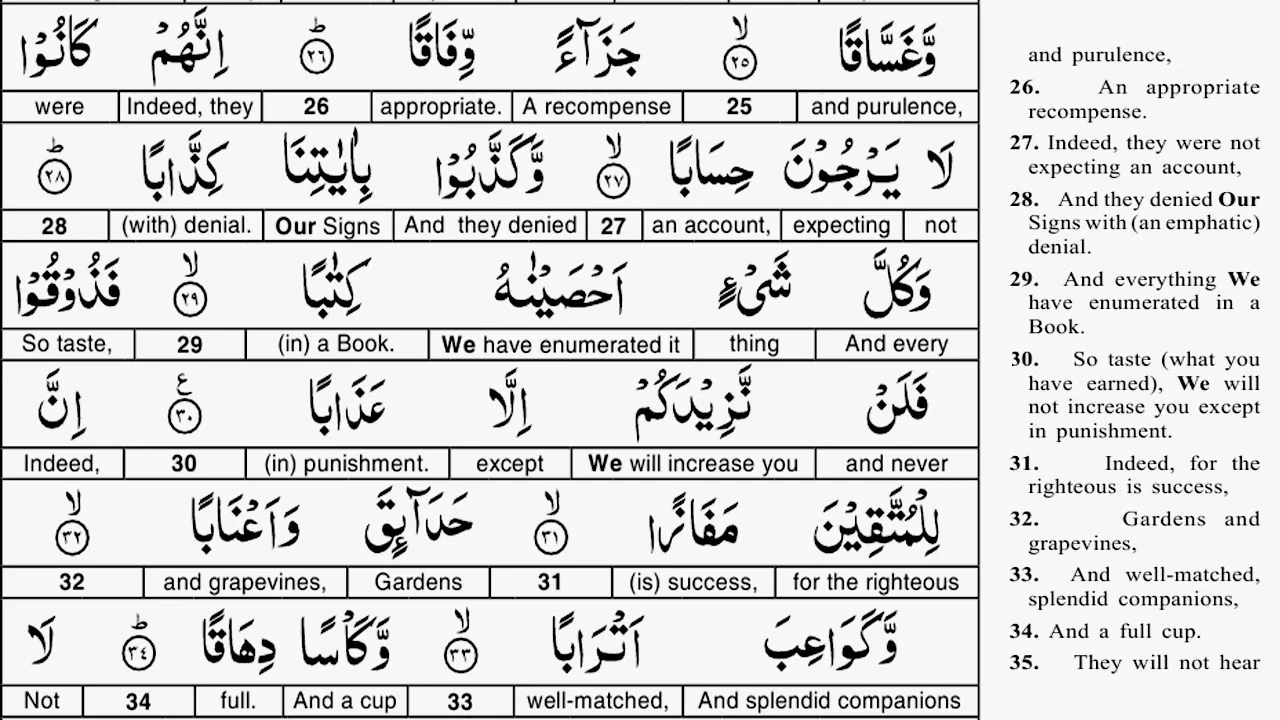 وَّغَسَّاقًا ۙ ﴿٢٥﴾ جَزَآءً وِّفَاقًا ؕ ﴿٢٦﴾ اِنَّهُمْ كَانُوْا
and purulence, 25 A recompense appropriate. 26 Indeed, they were
لَا يَرْجُوْنَ حِسَابًا ۙ ﴿٢٧﴾ وَّكَذَّبُوْا بِاٰيٰتِنَا كِذَّابًا ؕ ﴿٢٨﴾
not expecting an account, 27 And they denied Our Signs (with) denial. 28
وَكُلَّ شَىْءٍ اَحْصَيْنٰهُ كِتٰبًا ۙ ﴿٢٩﴾ فَذُوْقُوْا
And every thing We have enumerated it (in) a Book. 29 So taste,
فَلَنْ نَّزِيْدَكُمْ اِلَّا عَذَابًا ﴿٣٠﴾ ع اِنَّ
and never We will increase you except (in) punishment. 30 Indeed,
لِلْمُتَّقِيْنَ مَفَازًا ۙ ﴿٣١﴾ حَدَآئِقَ وَاَعْنَابًا ۙ ﴿٣٢﴾
for the righteous (is) success, 31 Gardens and grapevines, 32
وَّكَوَاعِبَ اَتْرَابًا ۙ ﴿٣٣﴾ وَّكَاْسًا دِهَاقًا ؕ ﴿٣٤﴾ لَا
And splendid companions well-matched, 33 And a cup full. 34 Not
and purulence,
26. An appropriate
recompense.
27. Indeed, they were not
expecting an account,
28. And they denied Our
Signs with (an emphatic)
denial.
29. And everything We
have enumerated in a
Book.
30. So taste (what you
have earned), We will
not increase you except
in punishment.
31. Indeed, for the
righteous is success,
32. Gardens and
grapevines,
33. And well-matched,
splendid companions,
34. And a full cup.
35. They will not hear